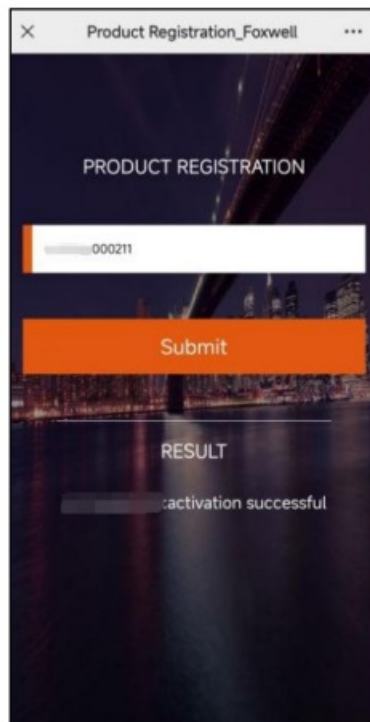 Product Registration_Foxwell
PRODUCT REGISTRATION
000211
Submit
RESULT
:activation successful